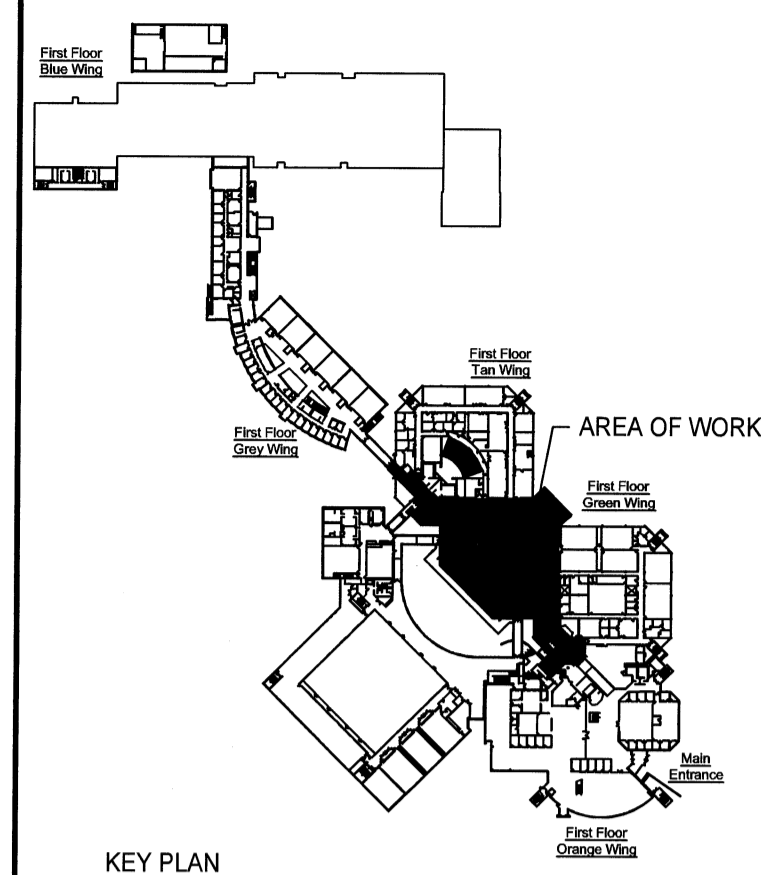 First Floor
Blue Wing
First Floor
Tan Wing
AREA OF WORK
First Floor
Grey Wing
First Floor
Green Wing
Main
Entrance
First Floor
Orange Wing
KEY PLAN